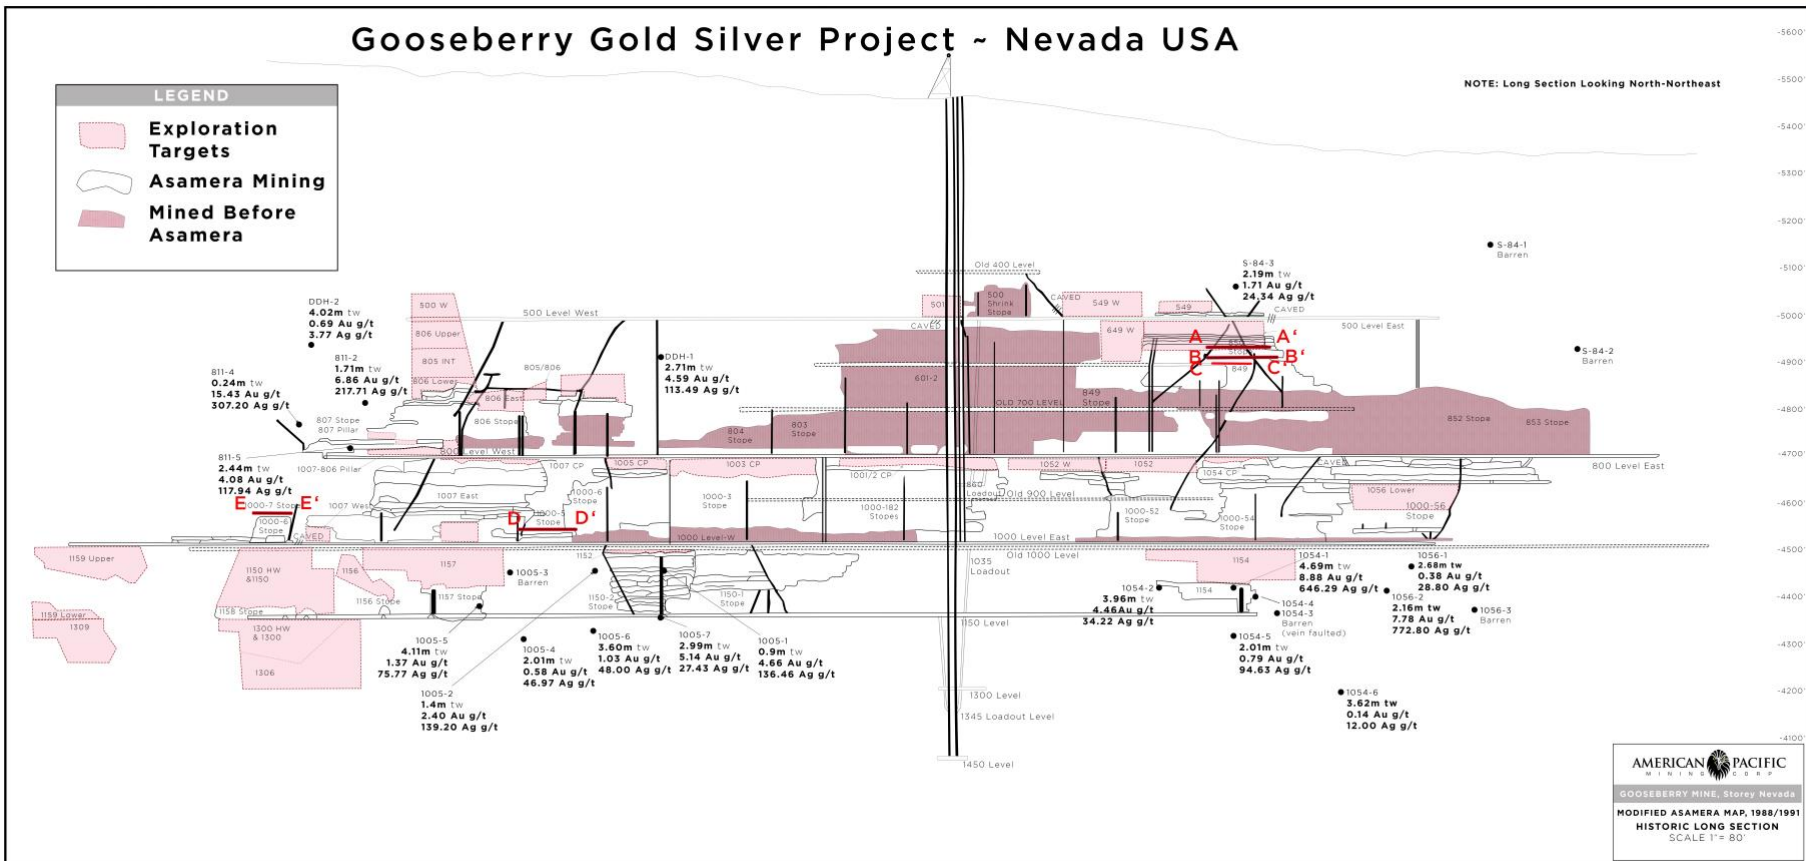 Gooseberry Gold Silver Project ~ Nevada USA
NOTE: Long Section Looking North-Northeast
LEGEND
Exploration
Targets
Asamera Mining
Mined Before
Asamera
-5600'
-5500'
-5400'
-5300'
-5200'
-5100'
-5000'
-4900'
-4800'
-4700'
-4600'
-4500'
-4400'
-4300'
-4200'
-4100'
S-84-1
Barren
S-84-2
Barren
S-84-3
2.19m tw
1.71 Au g/t
24.34 Ag g/t
DDH-2
4.02m tw
0.69 Au g/t
3.77 Ag g/t
811-2
1.71m tw
6.86 Au g/t
217.71 Ag g/t
811-4
0.24m tw
15.43 Au g/t
307.20 Ag g/t
811-5
2.44m tw
4.08 Au g/t
117.94 Ag g/t
DDH-1
2.71m tw
4.59 Au g/t
113.49 Ag g/t
Old 400 Level
500
Shrink
Stope
501
CAVED
549 W
549
CAVED
500 Level West
500 Level East
500 W
806 Upper
805 INT
806 Lower
805/806
806 East
806 Stope
807 Stope
807 Pillar
800 Level West
CAVED
649 W
A
A'
B
B'
C
C'
849
601-2
849
Stope
OLD 700 LEVEL
804
Stope
803
Stope
852 Stope
853 Stope
800 Level East
1007-806 Pillar
1007 CP
1005 CP
1003 CP
1001/2 CP
1052 W
1052
1054 CP
CAVED
860
Loadout
Old 900 Level
1007 East
1007 West
1000-6
Stope
1000-3
Stope
1000-182
Stopes
1000-52
Stope
1000-54
Stope
1056 Lower
1000-56
Stope
E
E'
1000-7 Stope
1000-6
Stope
CAVED
D
D'
1000-5
Stope
1000 Level-W
1000 Level East
Old 1000 Level
1159 Upper
1159 Lower
1309
1150 HW
&1150
1156
1156 Stope
1157
1157 Stope
1158 Stope
1300 HW
& 1300
1306
1005-3
Barren
1152
1150-2
Stope
1150-1
Stope
1035
Loadout
1150 Level
1300 Level
1345 Loadout Level
1450 Level
1154
1154
1005-5
4.11m tw
1.37 Au g/t
75.77 Ag g/t
1005-2
1.4m tw
2.40 Au g/t
139.20 Ag g/t
1005-4
2.01m tw
0.58 Au g/t
46.97 Ag g/t
1005-6
3.60m tw
1.03 Au g/t
48.00 Ag g/t
1005-7
2.99m tw
5.14 Au g/t
27.43 Ag g/t
1005-1
0.9m tw
4.66 Au g/t
136.46 Ag g/t
1054-2
3.96m tw
4.46Au g/t
34.22 Ag g/t
1054-1
4.69m tw
8.88 Au g/t
646.29 Ag g/t
1054-4
1054-3
Barren
(vein faulted)
1054-5
2.01m tw
0.79 Au g/t
94.63 Ag g/t
1054-6
3.62m tw
0.14 Au g/t
12.00 Ag g/t
1056-1
2.68m tw
0.38 Au g/t
28.80 Ag g/t
1056-2
2.16m tw
7.78 Au g/t
772.80 Ag g/t
1056-3
Barren
AMERICAN PACIFIC
MINING CORP
GOOSEBERRY MINE, Storey Nevada
MODIFIED ASAMERA MAP, 1988/1991
HISTORIC LONG SECTION
SCALE 1"= 80'